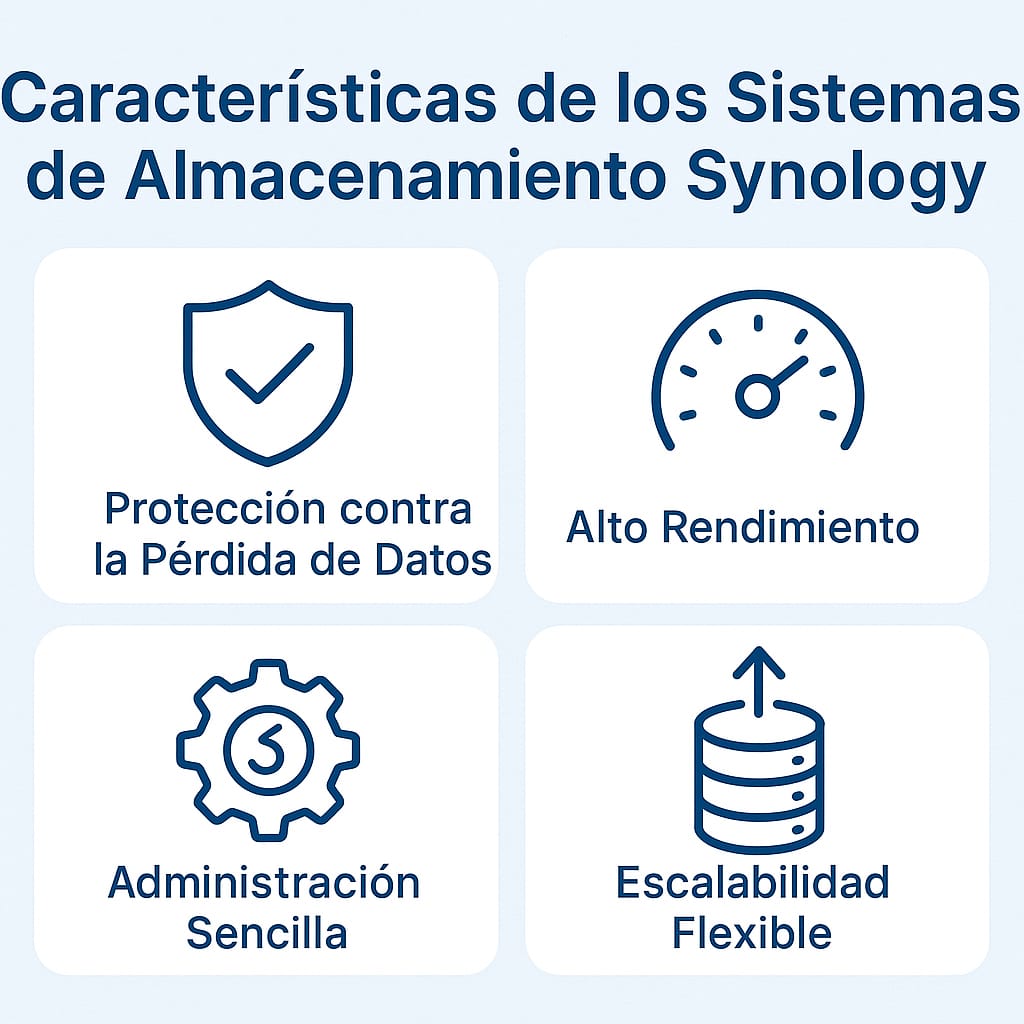 Características de los Sistemas
de Almacenamiento Synology
Protección contra
la Pérdida de Datos
Alto Rendimiento
Administración
Sencilla
Escalabilidad
Flexible